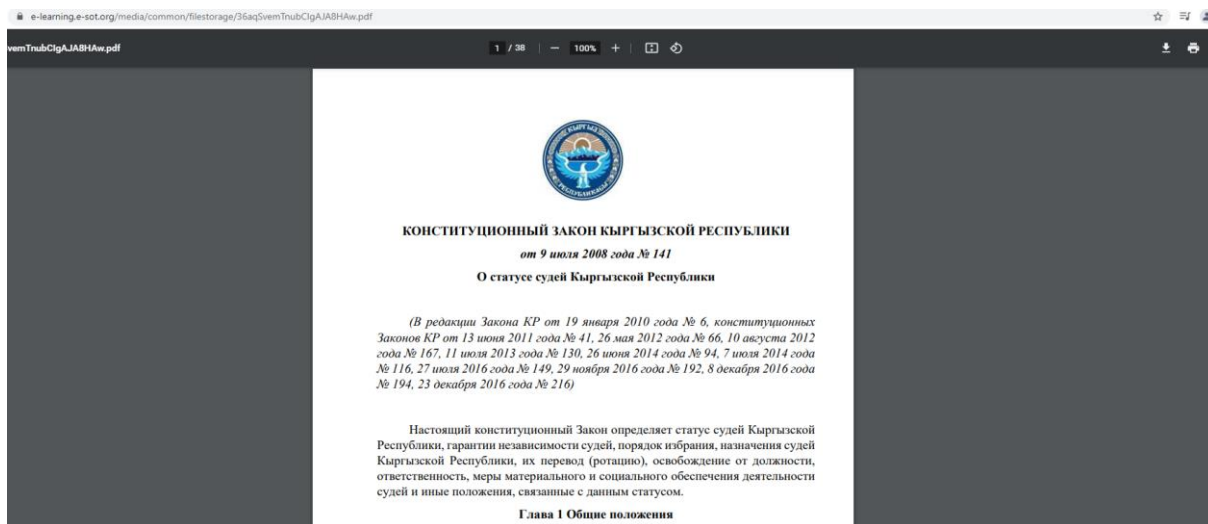 e-learning.e-sot.org/media/common/filestorage/36aqSvemTnubCIgAJA8HAw.pdf
vemTnubCIgAJA8HAw.pdf
1 / 38 | − 100% + |
КОНСТИТУЦИОННЫЙ ЗАКОН КЫРГЫЗСКОЙ РЕСПУБЛИКИ
от 9 июля 2008 года № 141
О статусе судей Кыргызской Республики
(В редакции Закона КР от 19 января 2010 года № 6, конституционных
Законов КР от 13 июня 2011 года № 41, 26 мая 2012 года № 66, 10 августа 2012
года № 167, 11 июля 2013 года № 130, 26 июня 2014 года № 94, 7 июля 2014 года
№ 116, 27 июля 2016 года № 149, 29 ноября 2016 года № 192, 8 декабря 2016 года
№ 194, 23 декабря 2016 года № 216)
Настоящий конституционный Закон определяет статус судей Кыргызской
Республики, гарантии независимости судей, порядок избрания, назначения судей
Кыргызской Республики, их перевод (ротацию), освобождение от должности,
ответственность, меры материального и социального обеспечения деятельности
судей и иные положения, связанные с данным статусом.
Глава 1 Общие положения